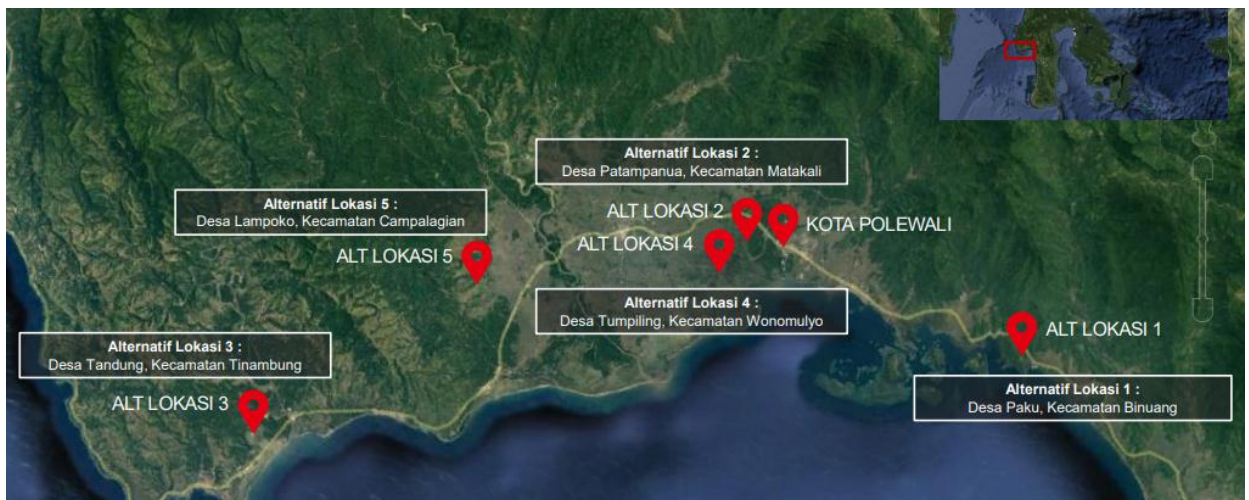 Alternatif Lokasi 2 :
Desa Patampanua, Kecamatan Matakali
Alternatif Lokasi 5 :
Desa Lampoko, Kecamatan Campalagian
ALT LOKASI 2
KOTA POLEWALI
ALT LOKASI 4
ALT LOKASI 5
Alternatif Lokasi 4 :
Desa Tumpiling, Kecamatan Wonomulyo
ALT LOKASI 1
Alternatif Lokasi 3 :
Desa Tandung, Kecamatan Tinambung
Alternatif Lokasi 1 :
Desa Paku, Kecamatan Binuang
ALT LOKASI 3